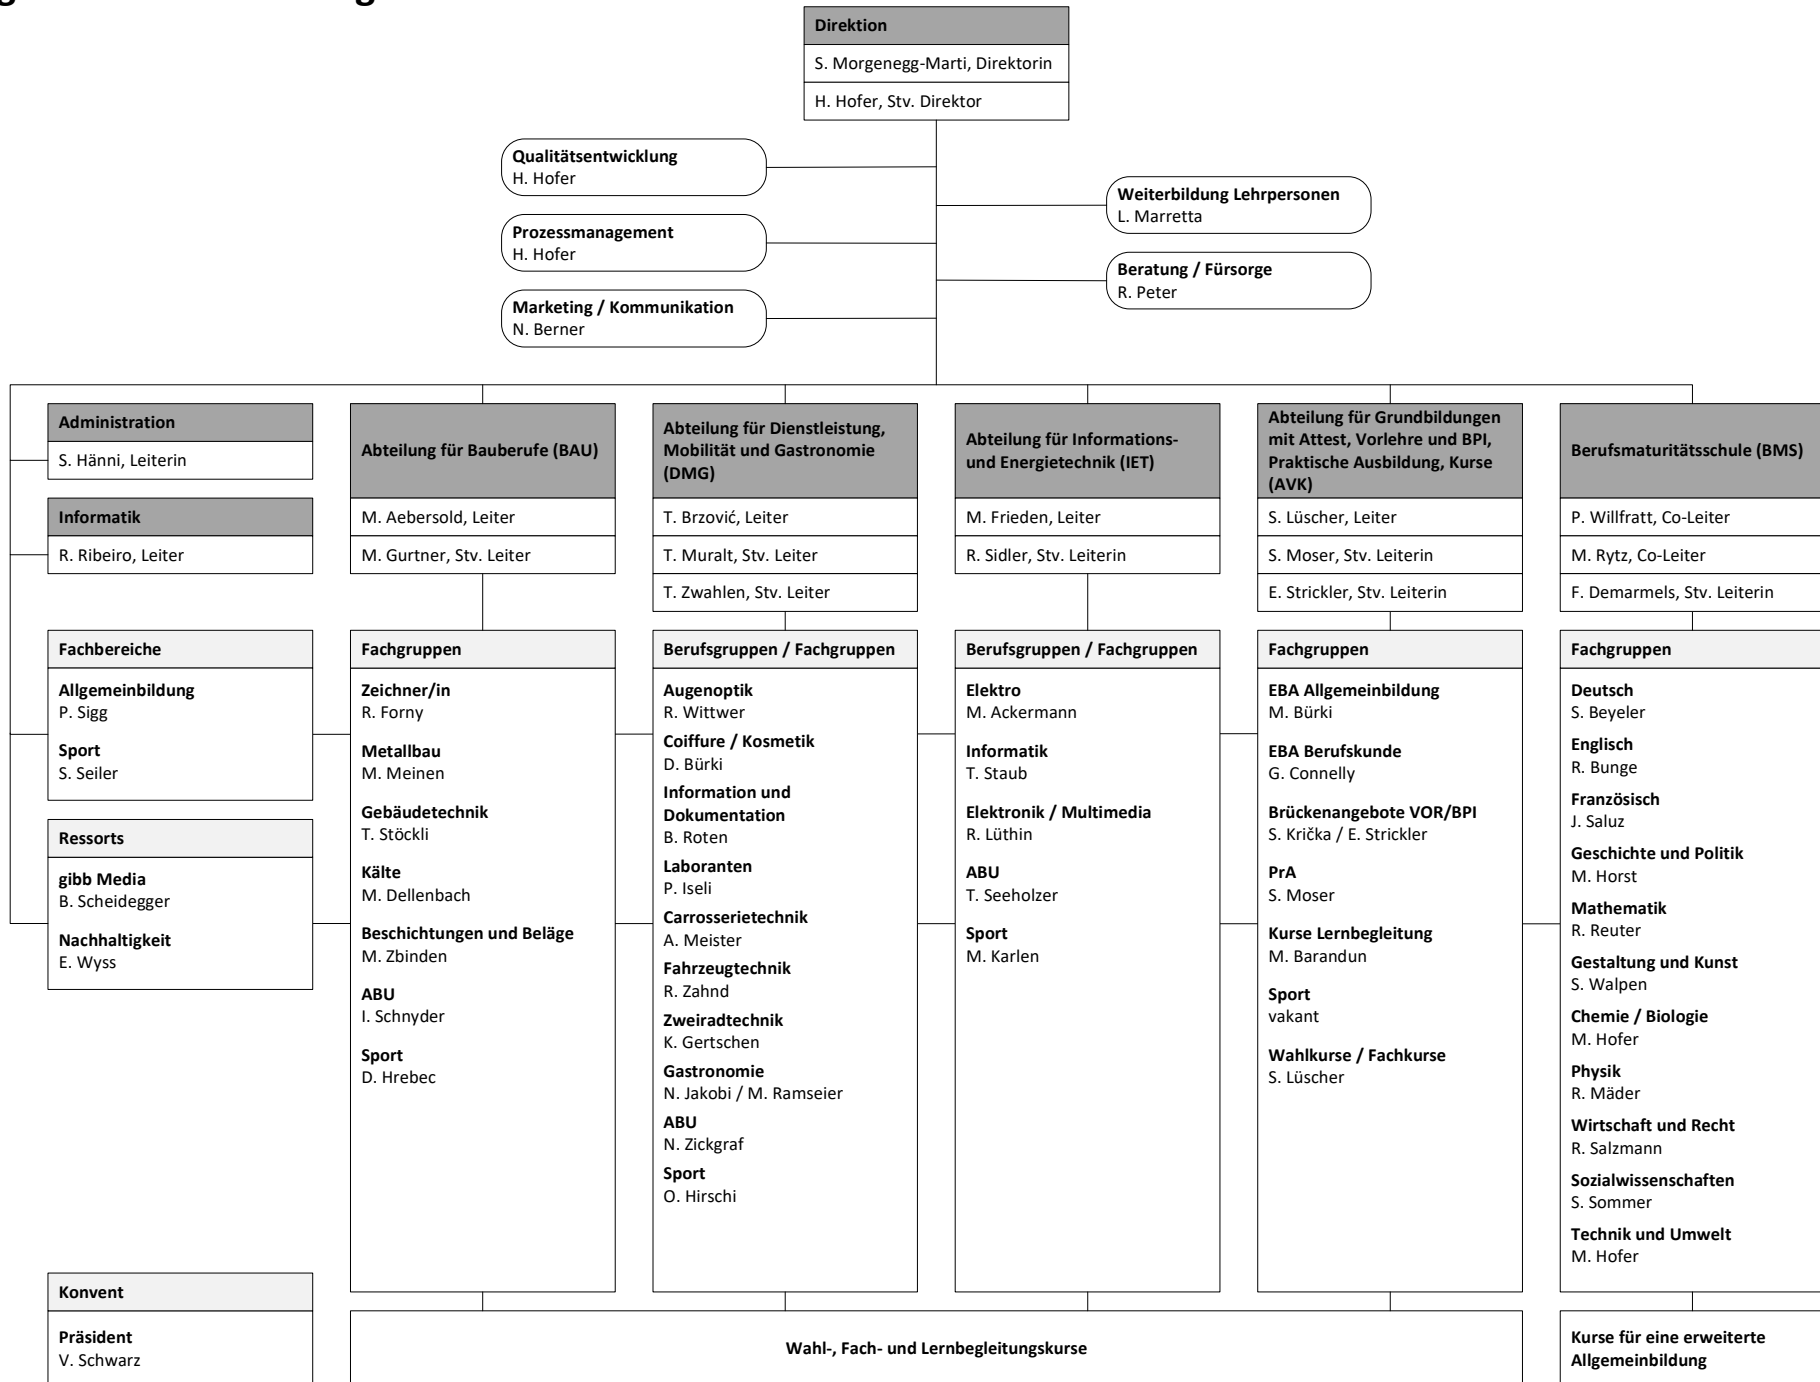 Direktion
S. Morgenegg-Marti, Direktorin
H. Hofer, Stv. Direktor
Qualitätsentwicklung
H. Hofer
Weiterbildung Lehrpersonen
L. Marretta
Prozessmanagement
H. Hofer
Beratung / Fürsorge
R. Peter
Marketing / Kommunikation
N. Berner
Administration
S. Hänni, Leiterin
Informatik
R. Ribeiro, Leiter
Fachbereiche
Allgemeinbildung
P. Sigg
Sport
S. Seiler
Ressorts
gibb Media
B. Scheidegger
Nachhaltigkeit
E. Wyss
Konvent
Präsident
V. Schwarz
Abteilung für Bauberufe (BAU)
M. Aebersold, Leiter
M. Gurtner, Stv. Leiter
Fachgruppen
Zeichner/in
R. Forny
Metallbau
M. Meinen
Gebäudetechnik
T. Stöckli
Kälte
M. Dellenbach
Beschichtungen und Beläge
M. Zbinden
ABU
I. Schnyder
Sport
D. Hrebec
Abteilung für Dienstleistung,
Mobilität und Gastronomie
(DMG)
T. Brzović, Leiter
T. Muralt, Stv. Leiter
T. Zwahlen, Stv. Leiter
Berufsgruppen / Fachgruppen
Augenoptik
R. Wittwer
Coiffure / Kosmetik
D. Bürki
Information und
Dokumentation
B. Roten
Laboranten
P. Iseli
Carrosserietechnik
A. Meister
Fahrzeugtechnik
R. Zahnd
Zweiradtechnik
K. Gertschen
Gastronomie
N. Jakobi / M. Ramseier
ABU
N. Zickgraf
Sport
O. Hirschi
Abteilung für Informations-
und Energietechnik (IET)
M. Frieden, Leiter
R. Sidler, Stv. Leiterin
Berufsgruppen / Fachgruppen
Elektro
M. Ackermann
Informatik
T. Staub
Elektronik / Multimedia
R. Lüthin
ABU
T. Seeholzer
Sport
M. Karlen
Abteilung für Grundbildungen
mit Attest, Vorlehre und BPI,
Praktische Ausbildung, Kurse
(AVK)
S. Lüscher, Leiter
S. Moser, Stv. Leiterin
E. Strickler, Stv. Leiterin
Fachgruppen
EBA Allgemeinbildung
M. Bürki
EBA Berufskunde
G. Connelly
Brückenangebote VOR/BPI
S. Krička / E. Strickler
PrA
S. Moser
Kurse Lernbegleitung
M. Barandun
Sport
vakant
Wahlkurse / Fachkurse
S. Lüscher
Berufsmaturitätsschule (BMS)
P. Willfratt, Co-Leiter
M. Rytz, Co-Leiter
F. Demarmels, Stv. Leiterin
Fachgruppen
Deutsch
S. Beyeler
Englisch
R. Bunge
Französisch
J. Saluz
Geschichte und Politik
M. Horst
Mathematik
R. Reuter
Gestaltung und Kunst
S. Walpen
Chemie / Biologie
M. Hofer
Physik
R. Mäder
Wirtschaft und Recht
R. Salzmann
Sozialwissenschaften
S. Sommer
Technik und Umwelt
M. Hofer
Wahl-, Fach- und Lernbegleitungskurse
Kurse für eine erweiterte
Allgemeinbildung